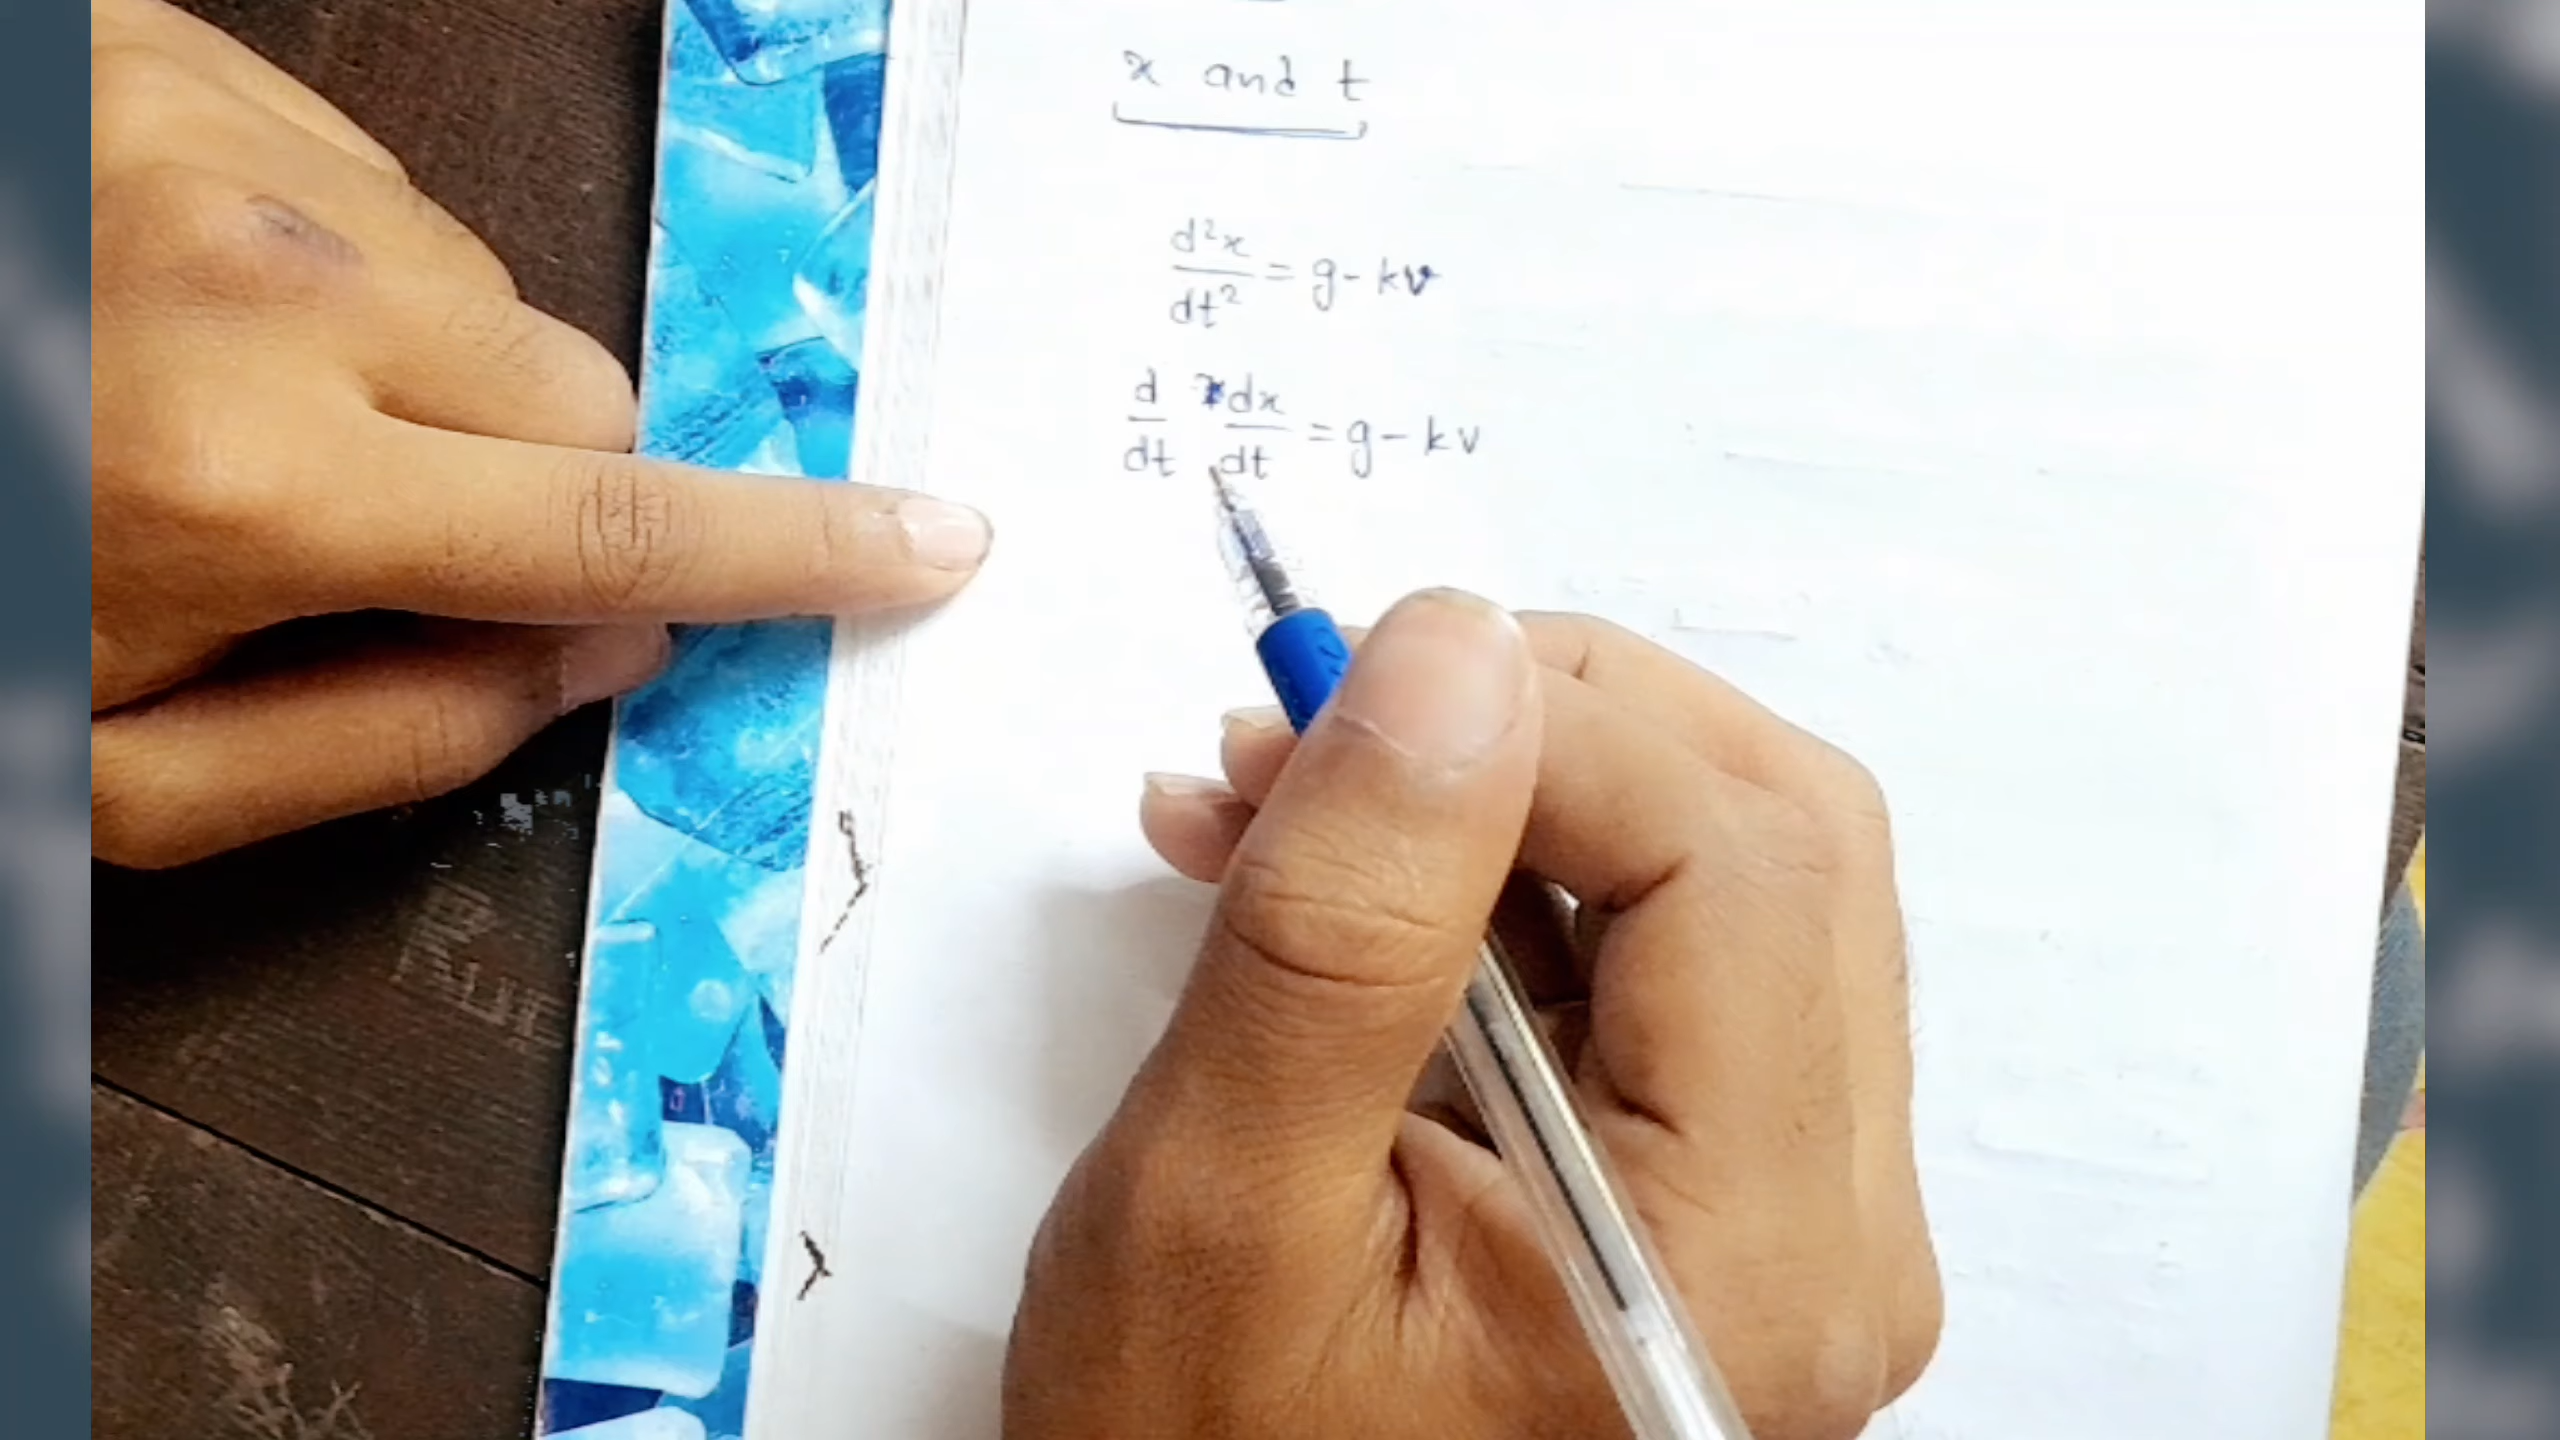 x and t
d²x/dt² = g - kv
d/dt dx/dt = g - kv